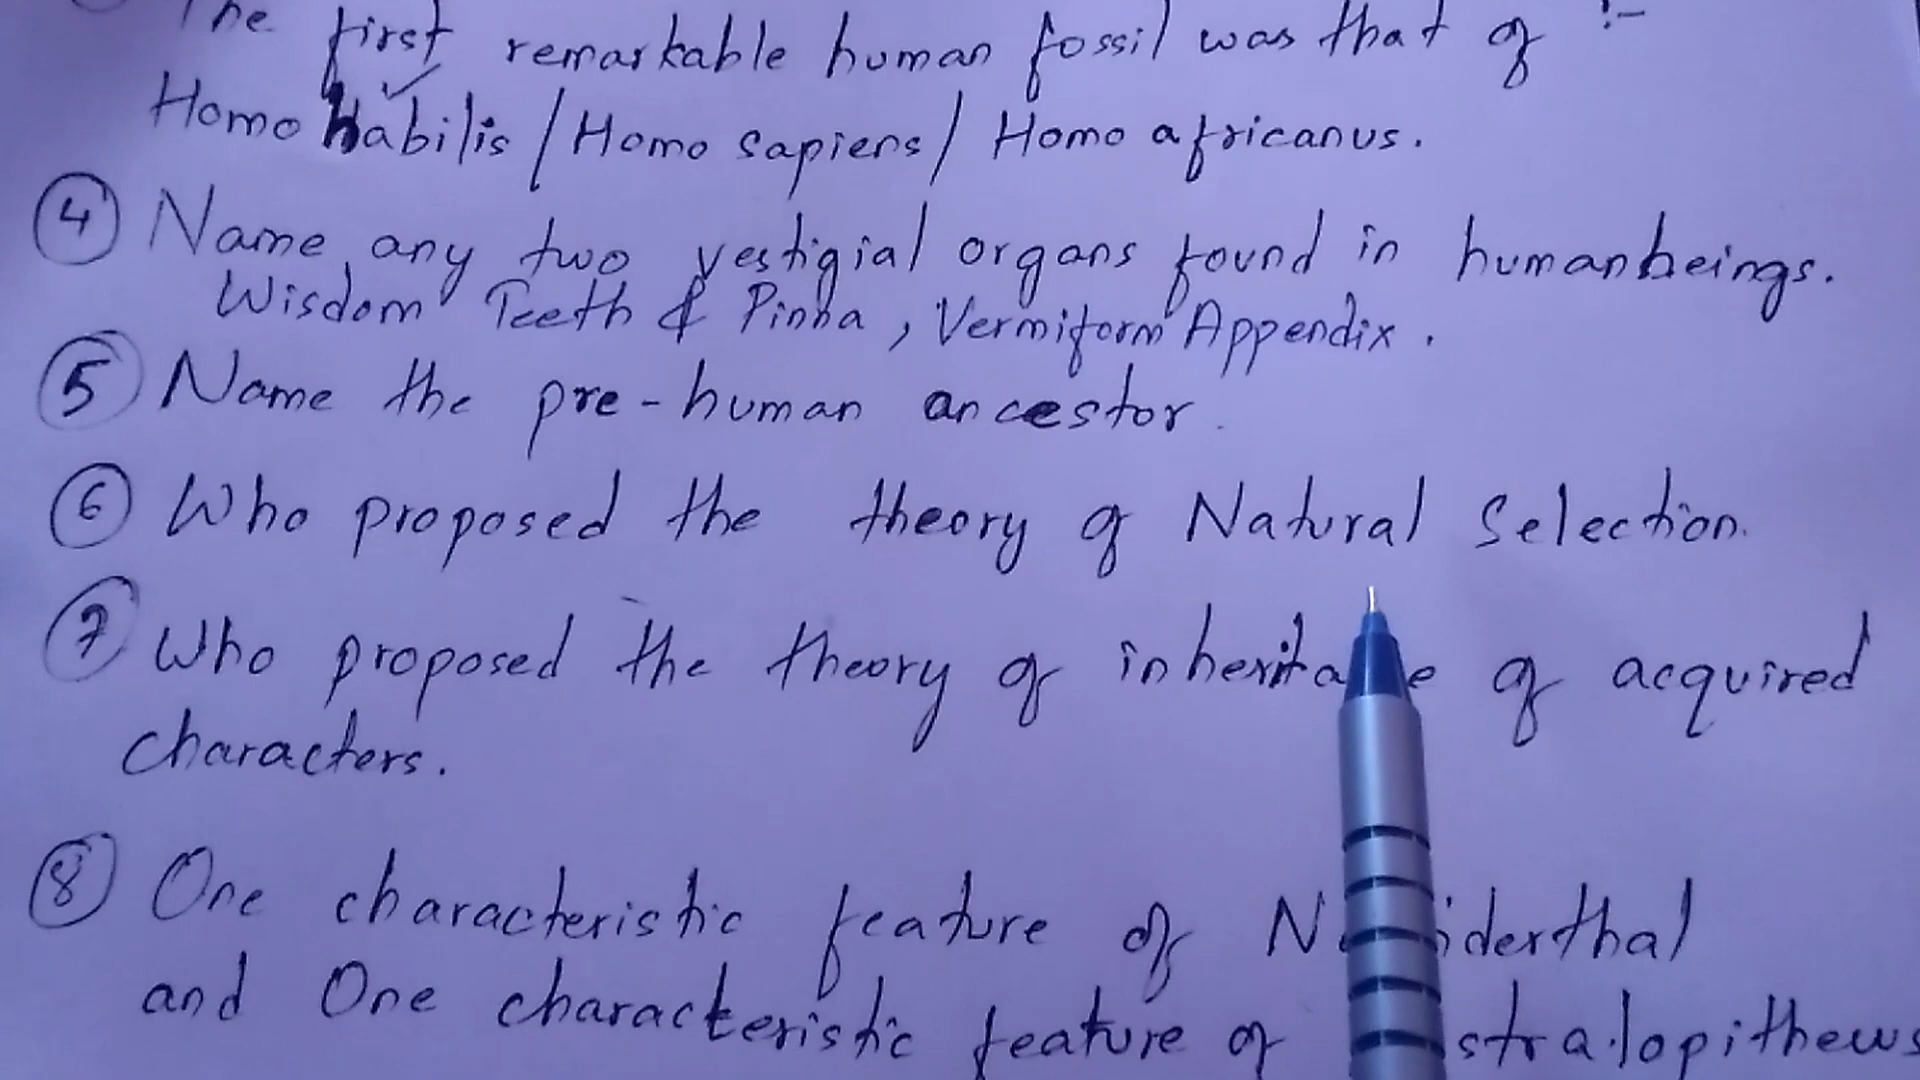 The first remarkable human fossil was that of :-
Homo habilis / Homo sapiens / Homo africanus.
4 Name any two vestigial organs found in humanbeings.
Wisdom Teeth & Pinna, Vermiform Appendix.
5 Name the pre-human ancestor.
6 Who proposed the theory of Natural Selection.
7 Who proposed the theory of of acquired
characters.
8 One characteristic feature of
and One characteristic feature of